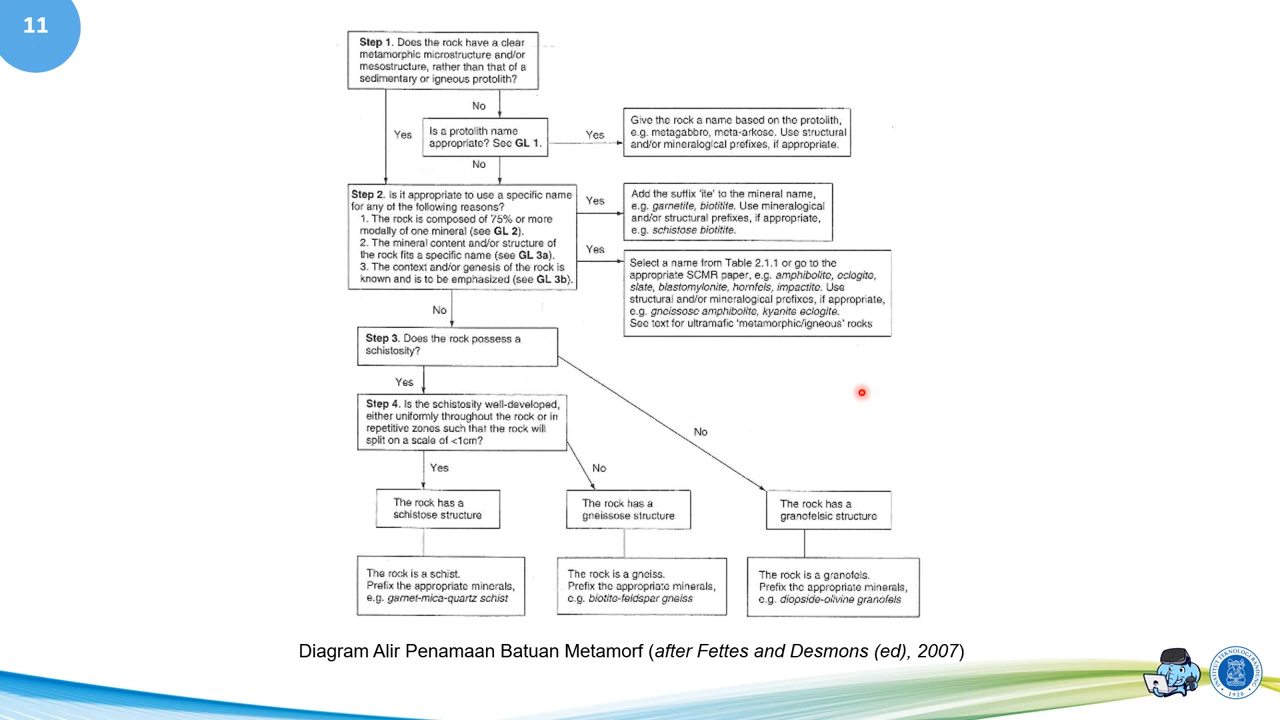 11
Step 1. Does the rock have a clear
metamorphic microstructure and/or
mesostructure, rather than that of a
sedimentary or igneous protolith?
No
Yes
Is a protolith name
appropriate? See GL 1.
Yes
Give the rock a name based on the protolith,
e.g. metagabbro, meta-arkose. Use structural
and/or mineralogical prefixes, if appropriate.
No
Step 2. Is it appropriate to use a specific name
for any of the following reasons?
1. The rock is composed of 75% or more
modally of one mineral (see GL 2).
2. The mineral content and/or structure of
the rock fits a specific name (see GL 3a).
3. The context and/or genesis of the rock is
known and is to be emphasized (see GL 3b).
Yes
Add the suffix 'ite' to the mineral name,
e.g. garnetite, biotitite. Use mineralogical
and/or structural prefixes, if appropriate,
e.g. schistose biotitite.
Yes
Select a name from Table 2.1.1 or go to the
appropriate SCMR paper, e.g. amphibolite, eclogite,
slate, blastomylonite, hornfels, impactite. Use
structural and/or mineralogical prefixes, if appropriate,
e.g. gneissose amphibolite, kyanite eclogite.
See text for ultramafic 'metamorphic/igneous' rocks
No
Step 3. Does the rock possess a
schistosity?
Yes
No
Step 4. Is the schistosity well-developed,
either uniformly throughout the rock or in
repetitive zones such that the rock will
split on a scale of <1cm?
Yes
No
The rock has a
schistose structure
The rock has a
gneissose structure
The rock has a
granofelsic structure
The rock is a schist.
Prefix the appropriate minerals,
e.g. garnet-mica-quartz schist
The rock is a gneiss.
Prefix the appropriate minerals,
e.g. biotite-feldspar gneiss
The rock is a granofels.
Prefix the appropriate minerals,
e.g. diopside-olivine granofels
Diagram Alir Penamaan Batuan Metamorf (after Fettes and Desmons (ed), 2007)
INSTITUT TEKNOLOGI BANDUNG
1920